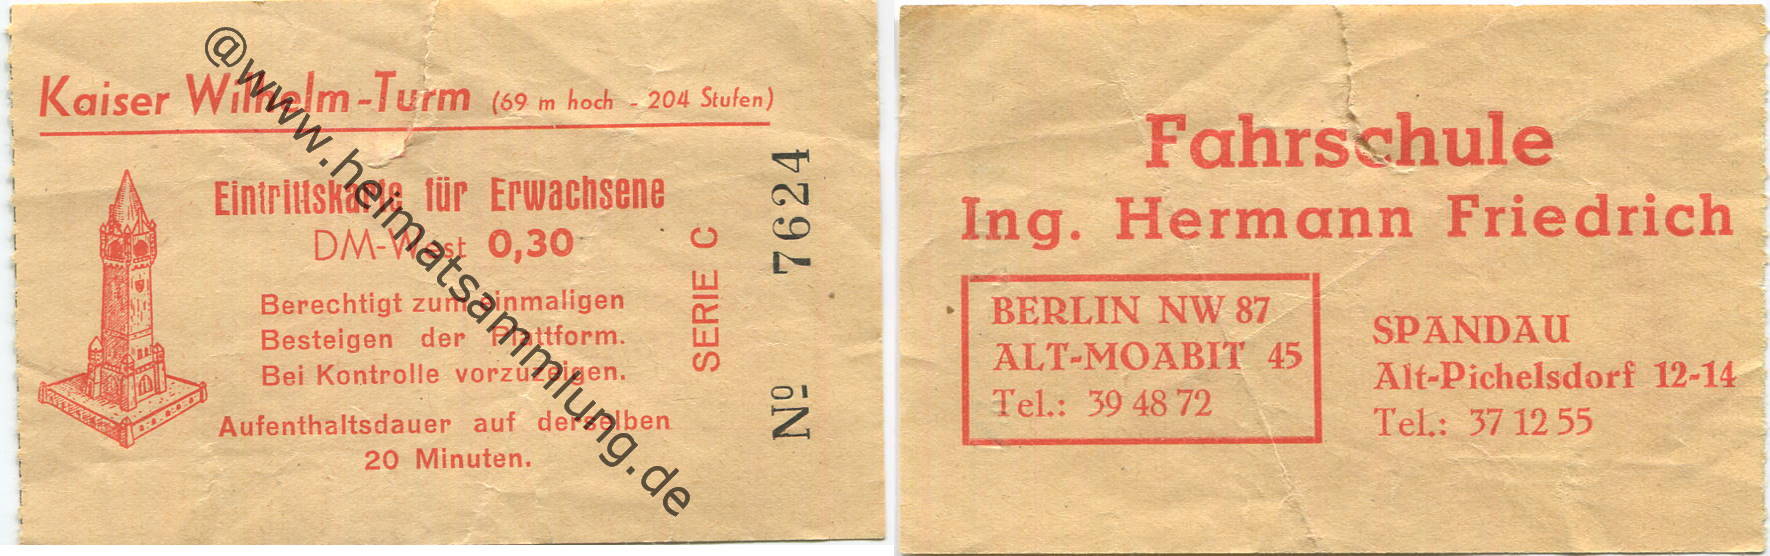 Kaiser Wilhelm-Turm (69 m hoch - 204 Stufen)
Eintrittskarte für Erwachsene
DM-West 0,30
Berechtigt zum einmaligen
Besteigen der Plattform.
Bei Kontrolle vorzuzeigen.
Aufenthaltsdauer auf derselben
20 Minuten.
SERIE C
Nº 7624
@www.heimatsammlung.de
Fahrschule
Ing. Hermann Friedrich
BERLIN NW 87
ALT-MOABIT 45
Tel.: 39 48 72
SPANDAU
Alt-Pichelsdorf 12-14
Tel.: 37 12 55